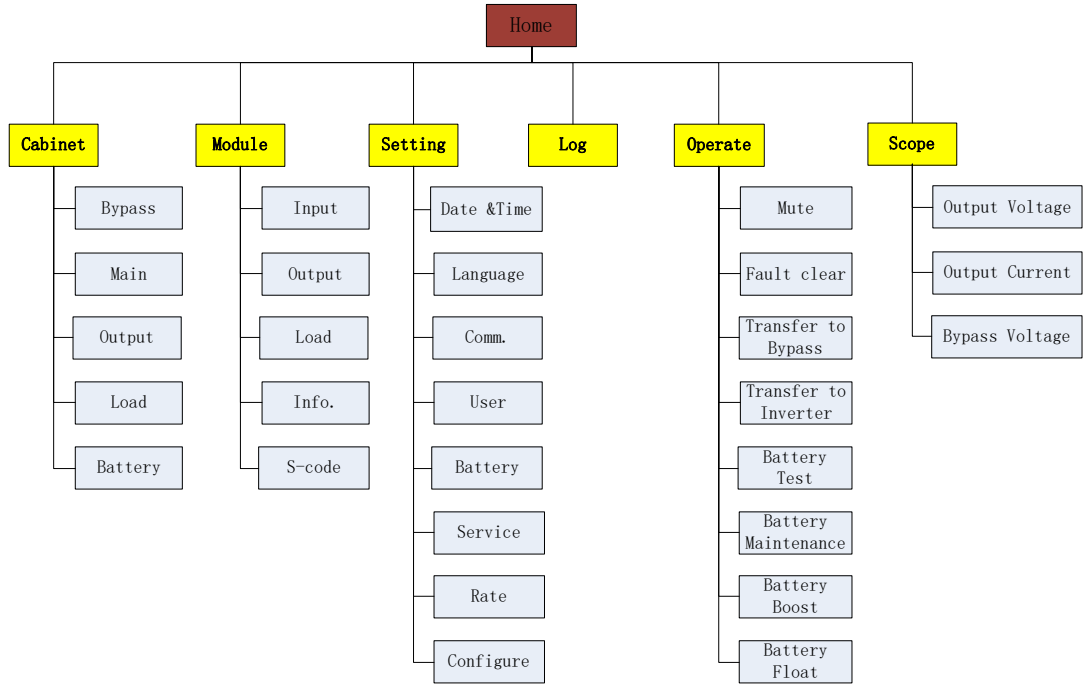 Home
Cabinet
Module
Setting
Log
Operate
Scope
Bypass
Main
Output
Load
Battery
Input
Output
Load
Info.
S-code
Date &Time
Language
Comm.
User
Battery
Service
Rate
Configure
Mute
Fault clear
Transfer to
Bypass
Transfer to
Inverter
Battery
Test
Battery
Maintenance
Battery
Boost
Battery
Float
Output Voltage
Output Current
Bypass Voltage